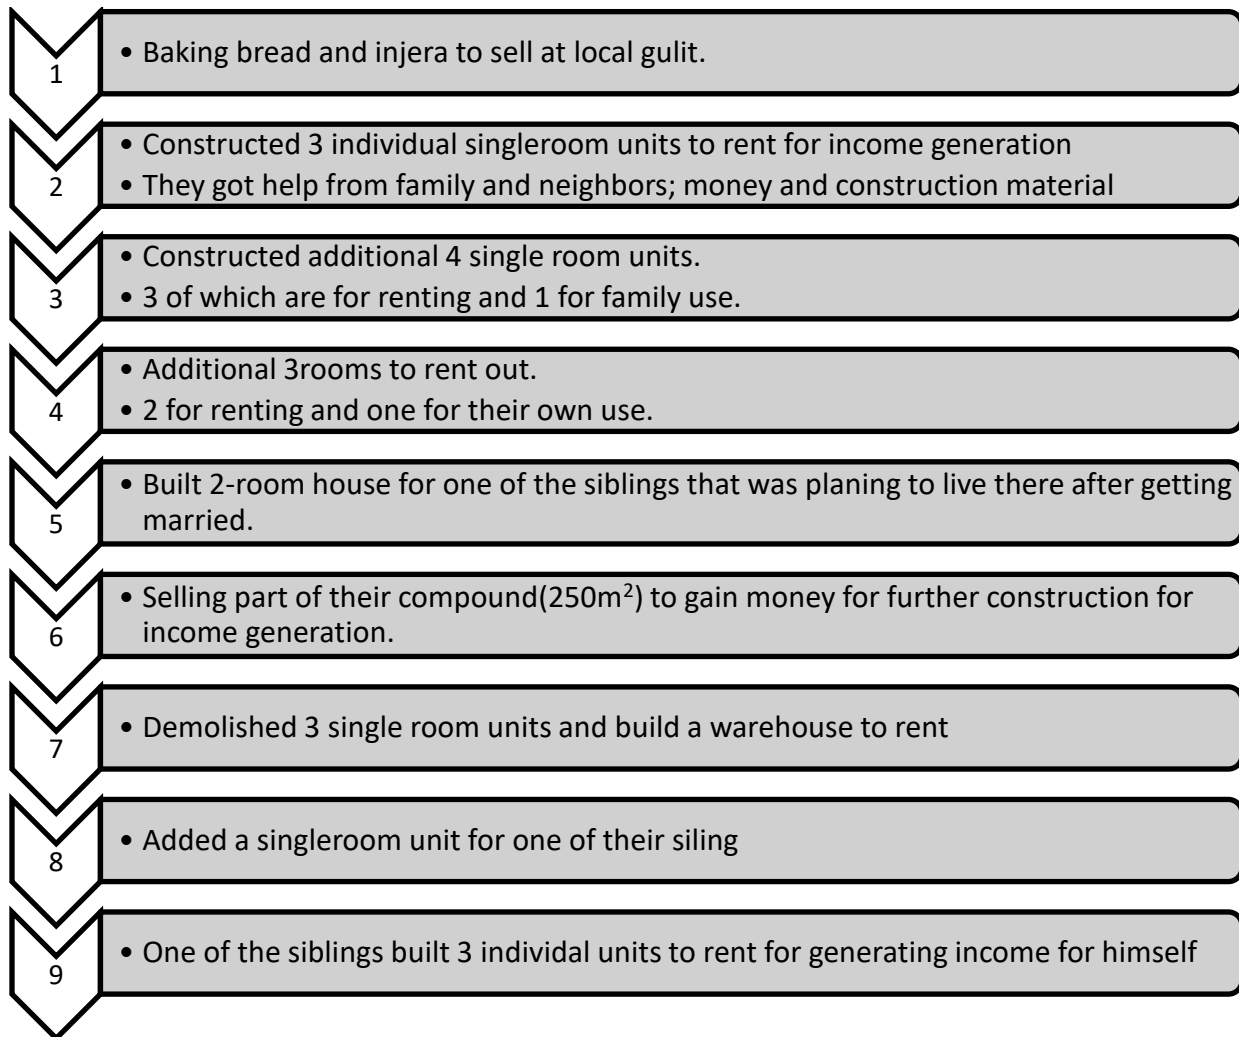 1
• Baking bread and injera to sell at local gulit.
2
• Constructed 3 individual singleroom units to rent for income generation
• They got help from family and neighbors; money and construction material
3
• Constructed additional 4 single room units.
• 3 of which are for renting and 1 for family use.
4
• Additional 3rooms to rent out.
• 2 for renting and one for their own use.
5
• Built 2-room house for one of the siblings that was planing to live there after getting
married.
6
• Selling part of their compound(250m²) to gain money for further construction for
income generation.
7
• Demolished 3 single room units and build a warehouse to rent
8
• Added a singleroom unit for one of their siling
9
• One of the siblings built 3 individal units to rent for generating income for himself